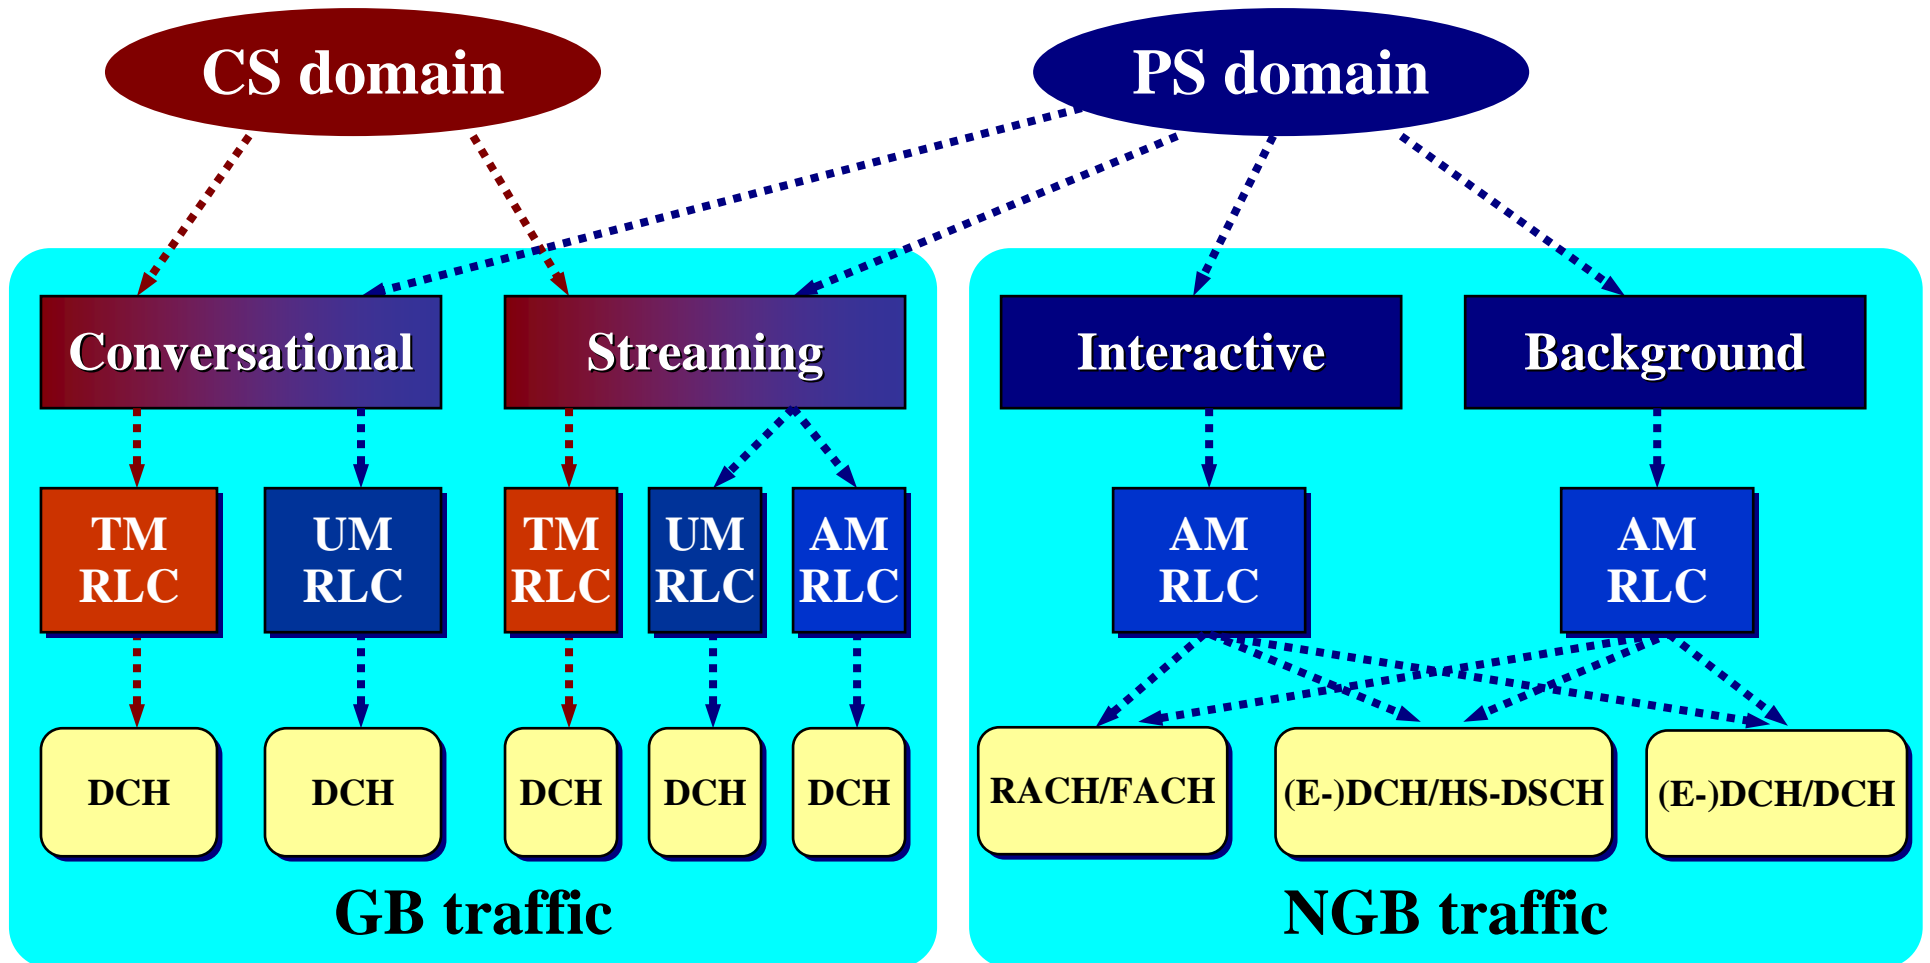 CS domain
PS domain
Conversational
Streaming
Interactive
Background
TM
RLC
UM
RLC
TM
RLC
UM
RLC
AM
RLC
AM
RLC
AM
RLC
DCH
DCH
DCH
DCH
DCH
RACH/FACH
(E-)DCH/HS-DSCH
(E-)DCH/DCH
GB traffic
NGB traffic